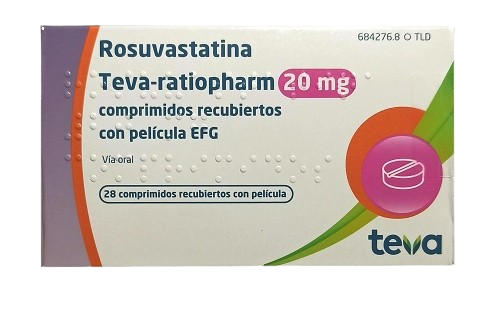 684276.8 O TLD
Rosuvastatina
Teva-ratiopharm 20 mg
comprimidos recubiertos
con película EFG
Vía oral
28 comprimidos recubiertos con película
teva